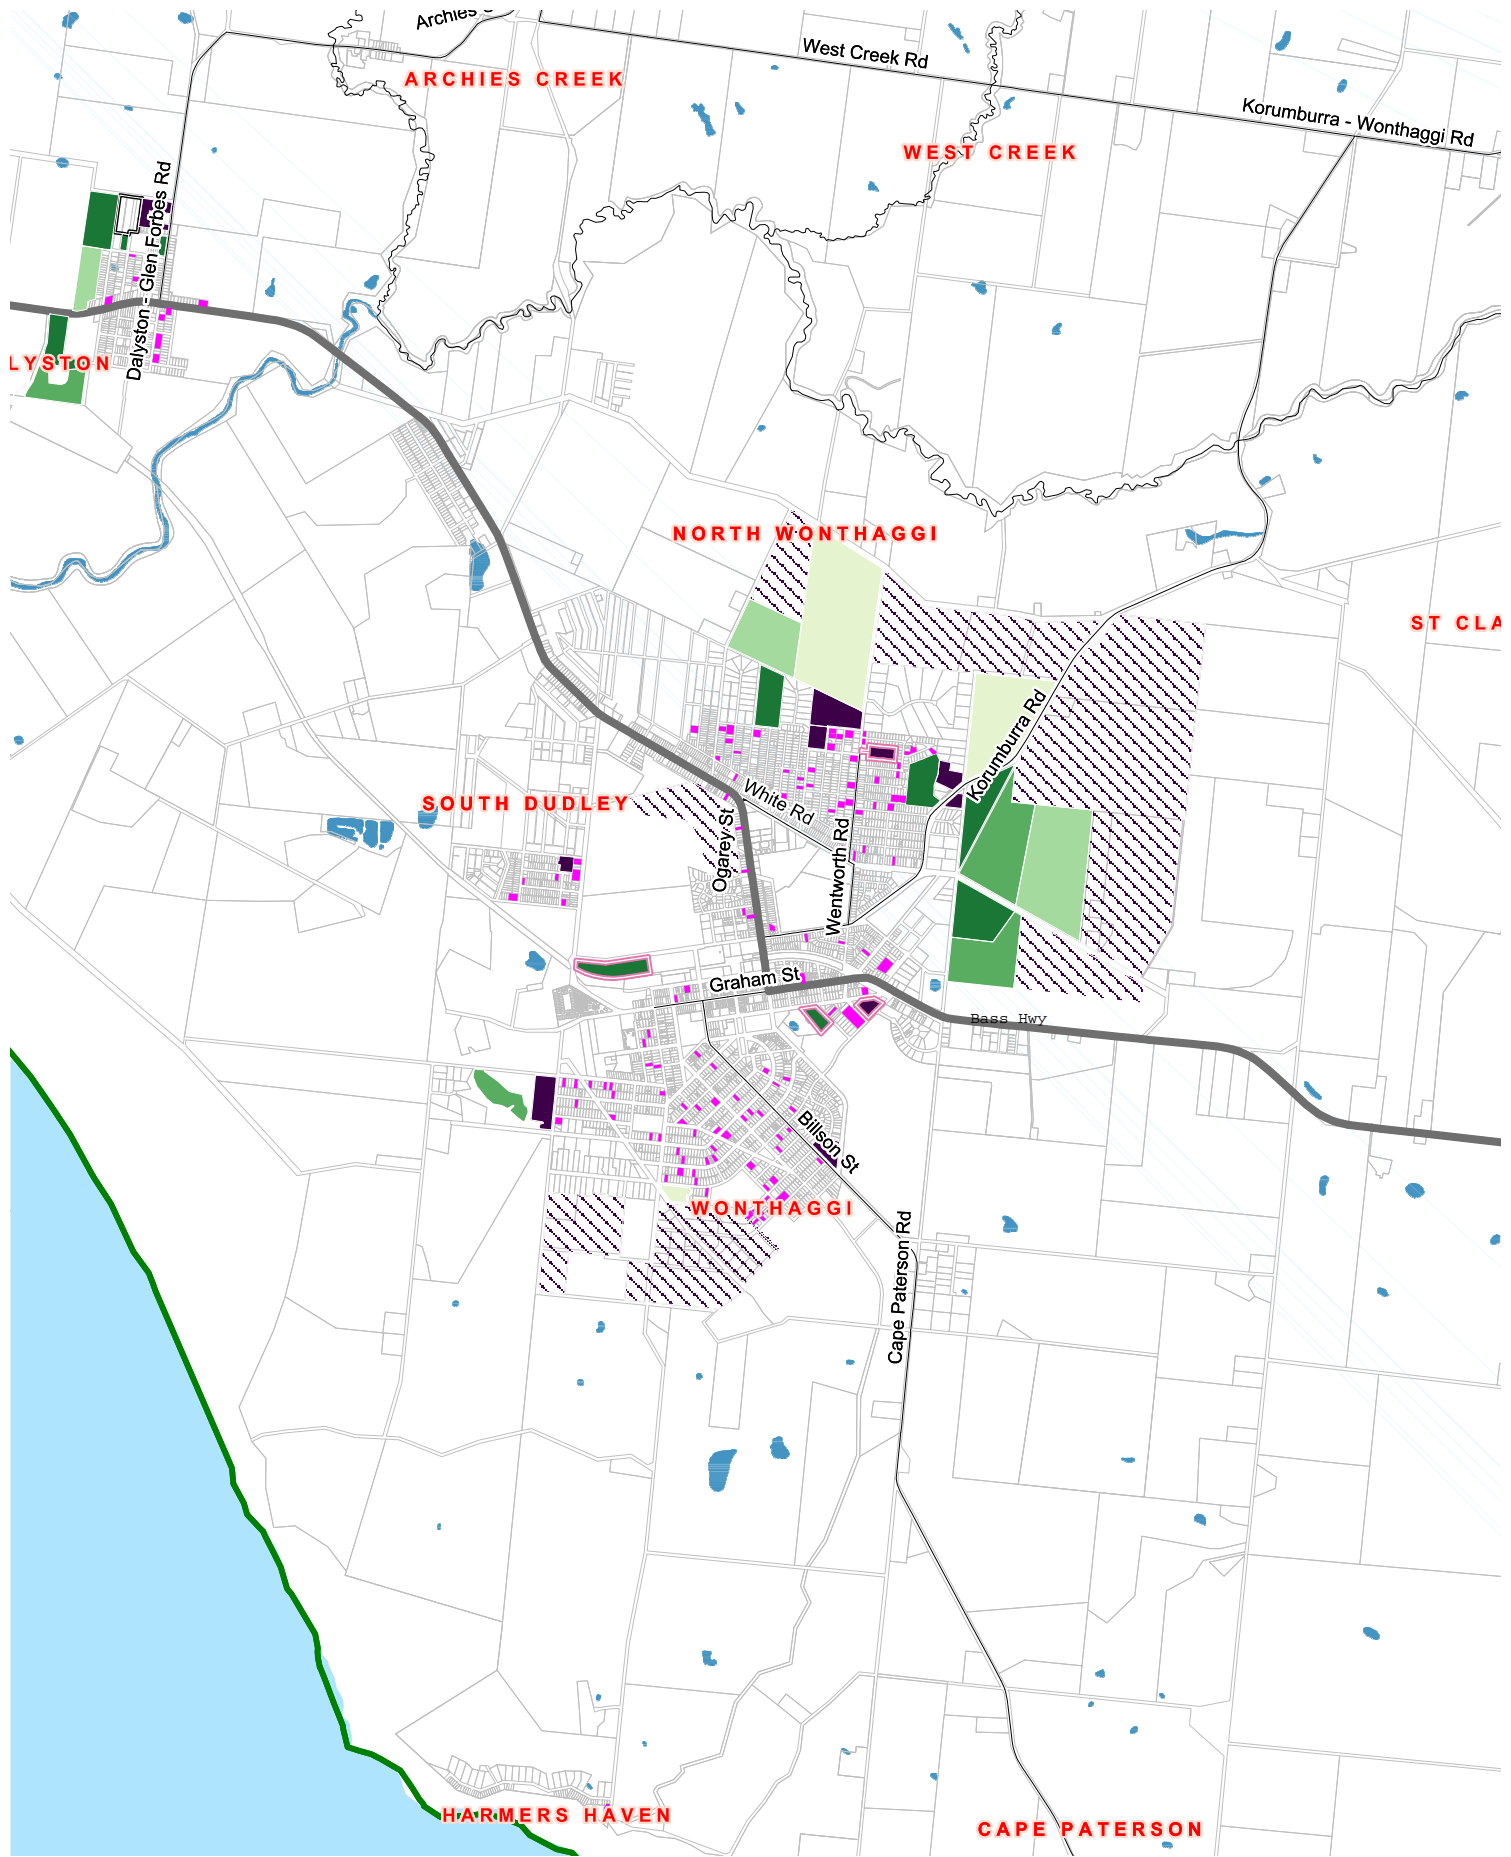 Archies
West Creek Rd
ARCHIES CREEK
Korumburra - Wonthaggi Rd
WEST CREEK
Dalyston - Glen Forbes Rd
LYSTON
NORTH WONTHAGGI
ST CLA
Korumburra Rd
White Rd
SOUTH DUDLEY
Ogarey St
Wentworth Rd
Graham St
Bass Hwy
Billson St
WONTHAGGI
Cape Paterson Rd
HARMERS HAVEN
CAPE PATERSON